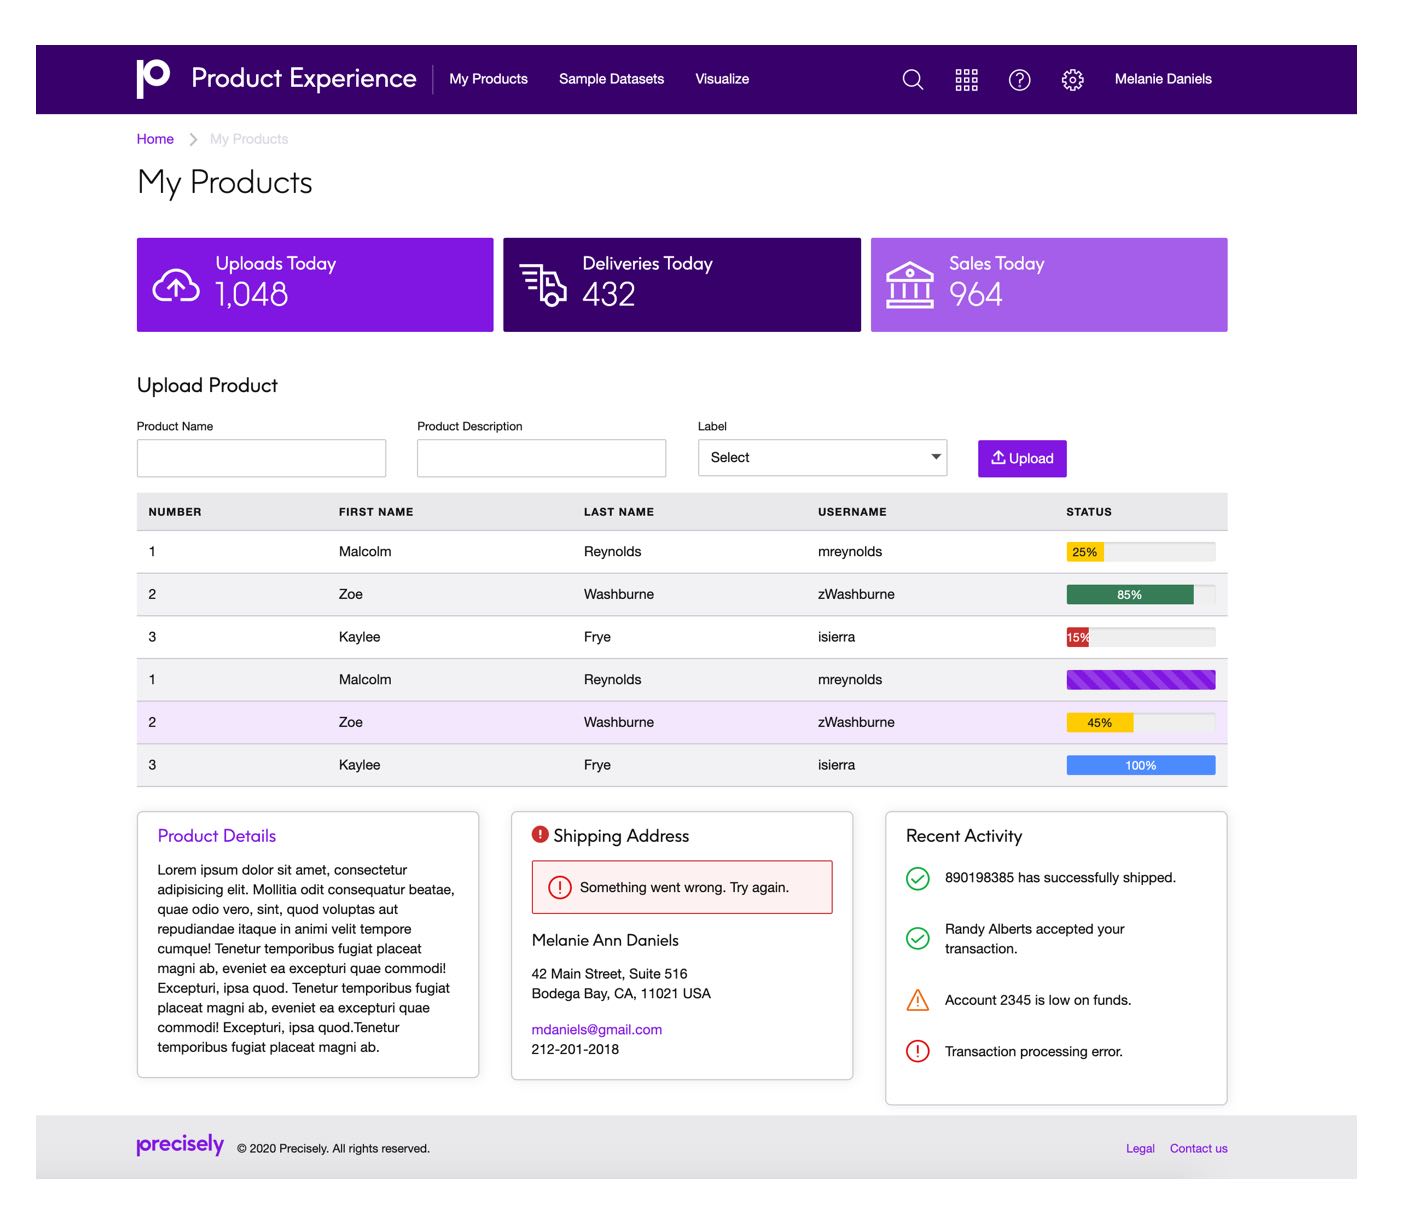 Product Experience
My Products
Sample Datasets
Visualize
Melanie Daniels
Home
My Products
My Products
Uploads Today
1,048
Deliveries Today
432
Sales Today
964
Upload Product
Product Name
Product Description
Label
Select
Upload
NUMBER FIRST NAME LAST NAME USERNAME STATUS
1 Malcolm Reynolds mreynolds 25%
2 Zoe Washburne zWashburne 85%
3 Kaylee Frye isierra 15%
1 Malcolm Reynolds mreynolds
2 Zoe Washburne zWashburne 45%
3 Kaylee Frye isierra 100%
Product Details
Lorem ipsum dolor sit amet, consectetur
adipisicing elit. Mollitia odit consequatur beatae,
quae odio vero, sint, quod voluptas aut
repudiandae itaque in animi velit tempore
cumque! Tenetur temporibus fugiat placeat
magni ab, eveniet ea excepturi quae commodi!
Excepturi, ipsa quod. Tenetur temporibus fugiat
placeat magni ab, eveniet ea excepturi quae
commodi! Excepturi, ipsa quod.Tenetur
temporibus fugiat placeat magni ab.
Shipping Address
Something went wrong. Try again.
Melanie Ann Daniels
42 Main Street, Suite 516
Bodega Bay, CA, 11021 USA
mdaniels@gmail.com
212-201-2018
Recent Activity
890198385 has successfully shipped.
Randy Alberts accepted your
transaction.
Account 2345 is low on funds.
Transaction processing error.
precisely
© 2020 Precisely. All rights reserved.
Legal
Contact us